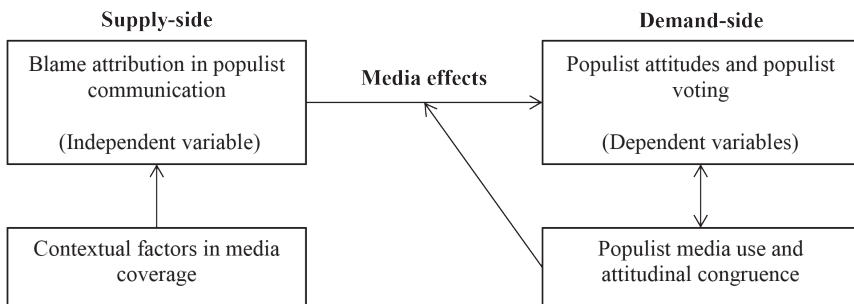 Supply-side
Blame attribution in populist
communication
(Independent variable)
Contextual factors in media
coverage
Media effects
Demand-side
Populist attitudes and populist
voting
(Dependent variables)
Populist media use and
attitudinal congruence